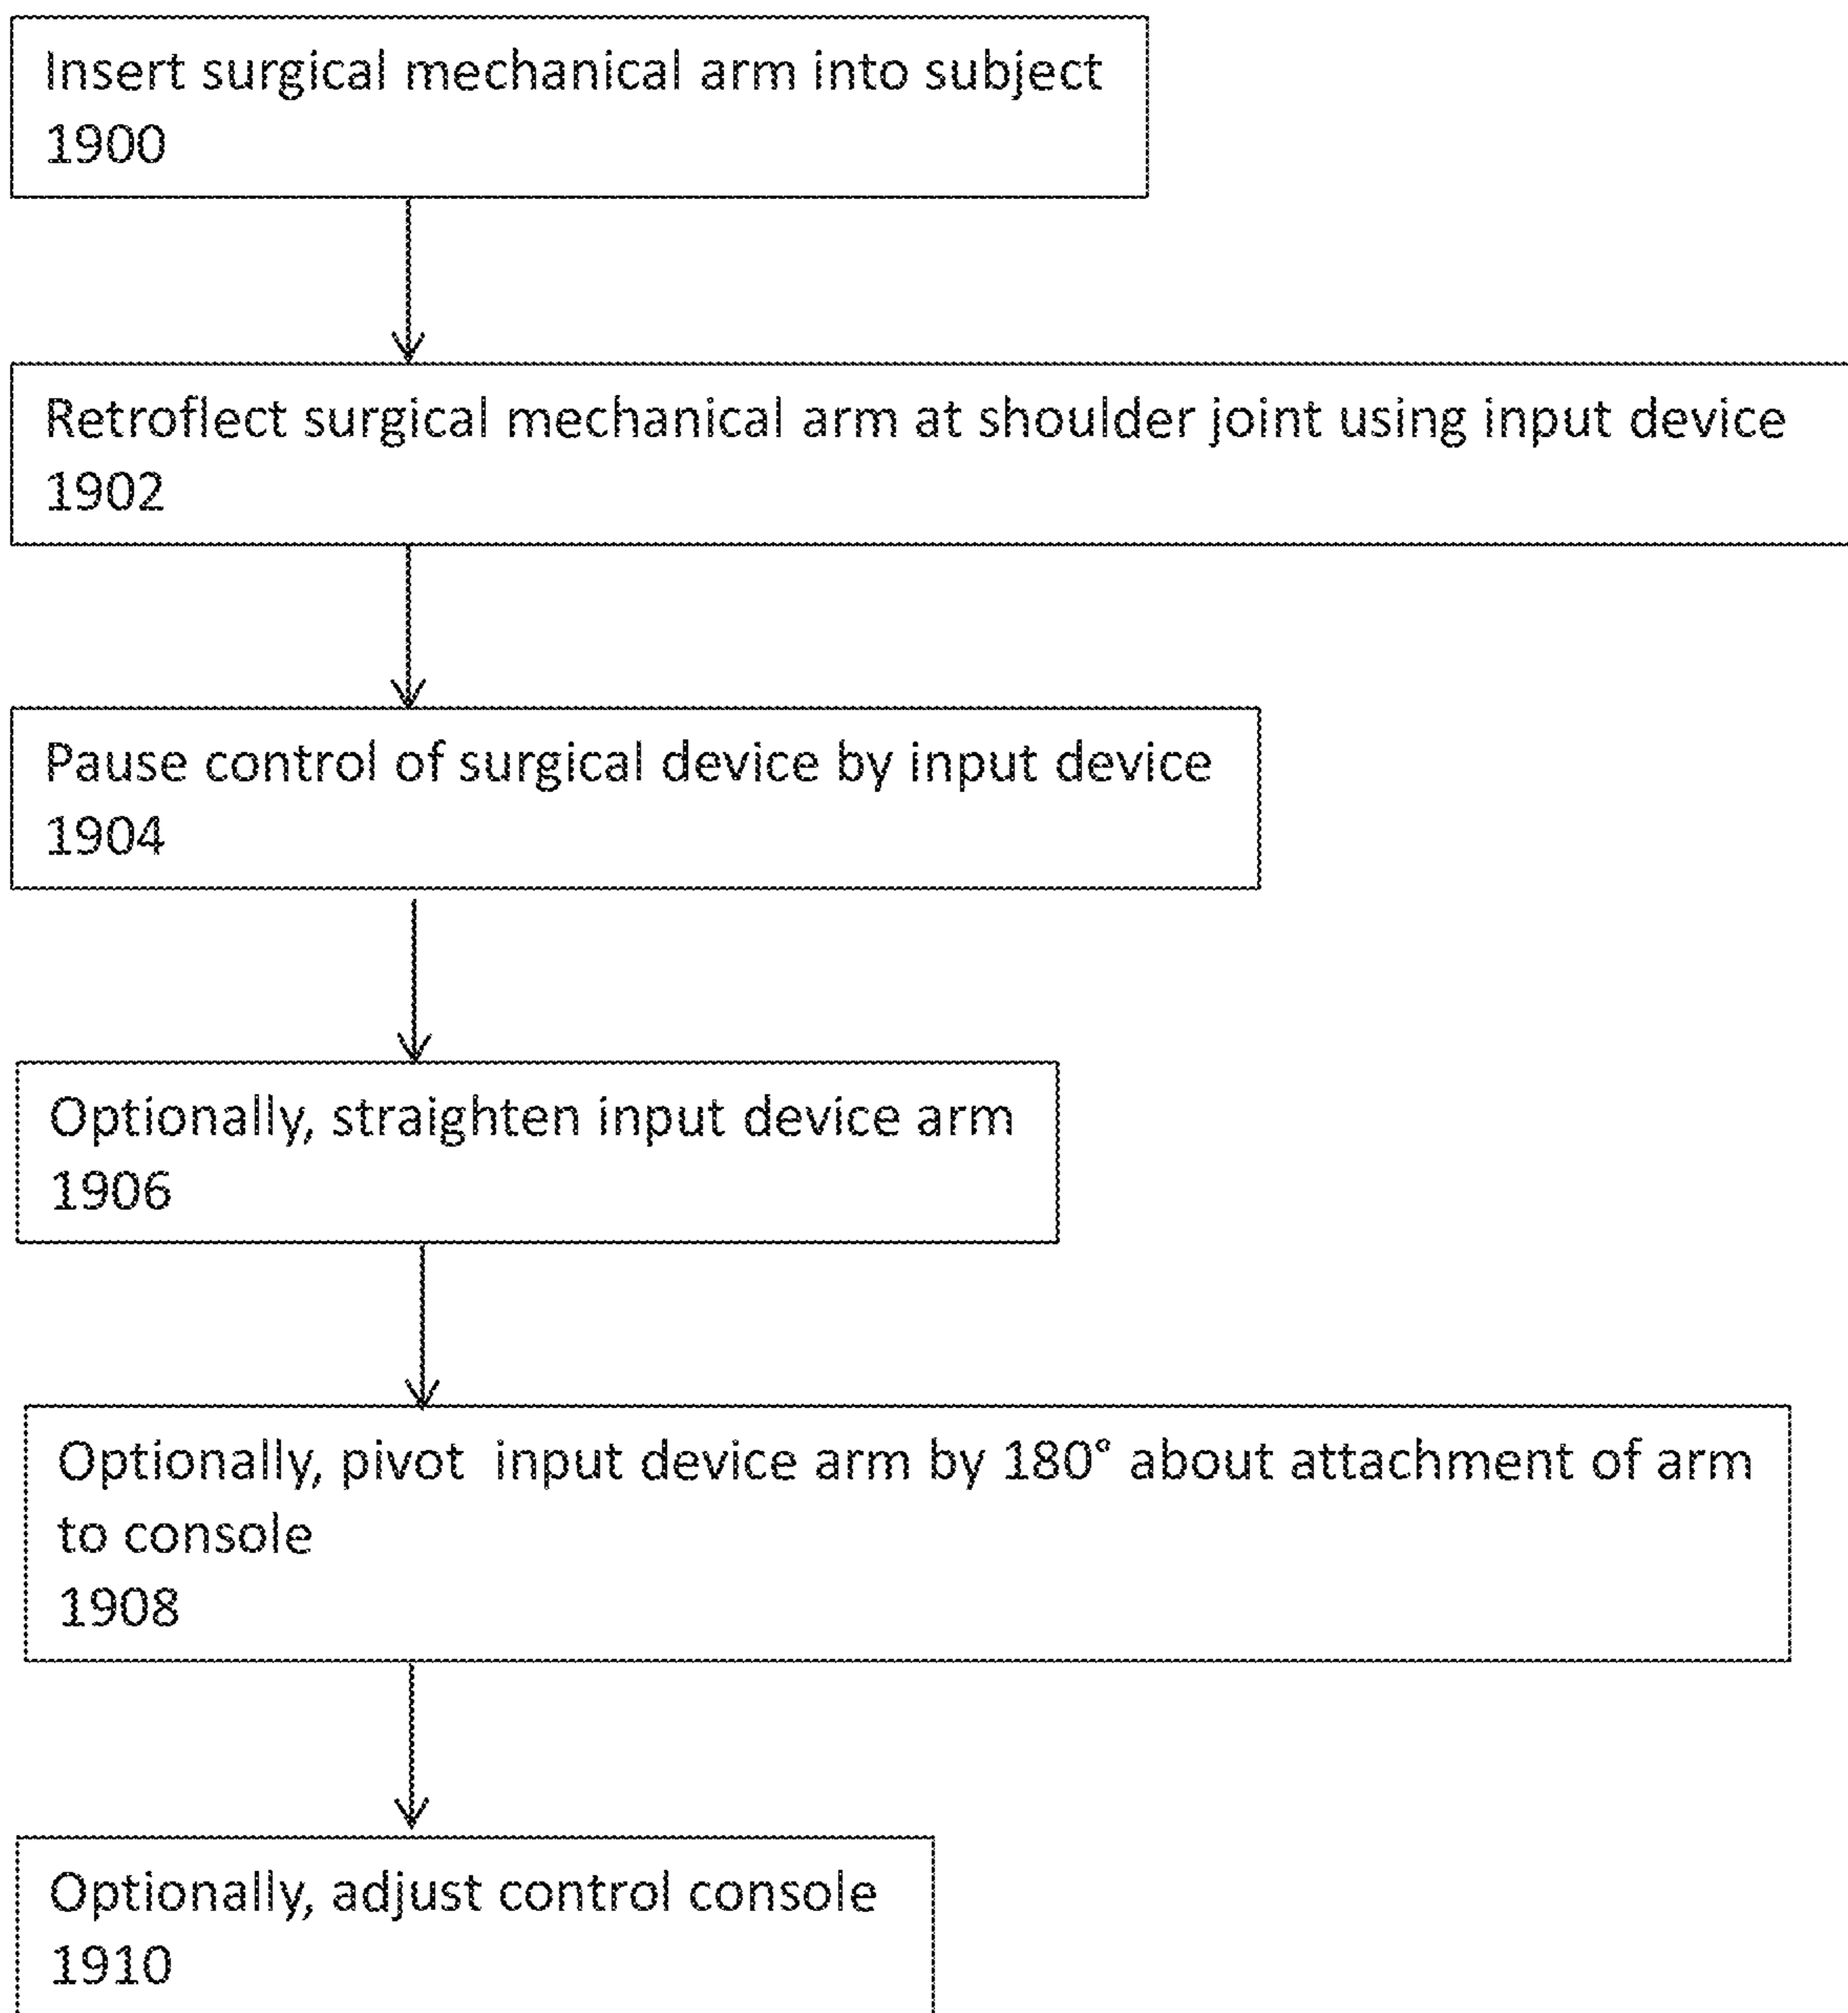 Insert surgical mechanical arm into subject
1900
Retroflect surgical mechanical arm at shoulder joint using input device
1902
Pause control of surgical device by input device
1904
Optionally, straighten input device arm
1906
Optionally, pivot input device arm by 180° about attachment of arm
to console
1908
Optionally, adjust control console
1910